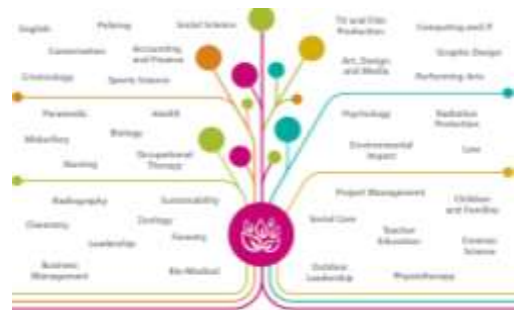 English
Policing
Social Science
Conservation
Accounting
and Finance
Criminology
Sports Science
Paramedic
Health
Midwifery
Biology
Nursing
Occupational
Therapy
Radiography
Sustainability
Chemistry
Zoology
Leadership
Forestry
Business
Management
Bio-Medical
TV and Film
Production
Computing and IT
Graphic Design
Art, Design
and Media
Performing Arts
Psychology
Radiation
Protection
Environmental
Impact
Law
Project Management
Children
and Families
Social Care
Teacher
Education
Forensic
Science
Outdoor
Leadership
Physiotherapy